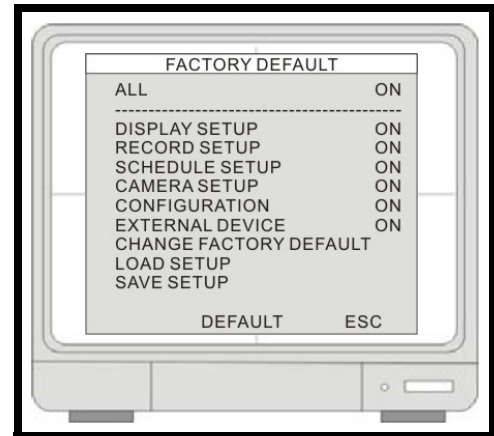 FACTORY DEFAULT
ALL ON
----------------------------------------
DISPLAY SETUP ON
RECORD SETUP ON
SCHEDULE SETUP ON
CAMERA SETUP ON
CONFIGURATION ON
EXTERNAL DEVICE ON
CHANGE FACTORY DEFAULT
LOAD SETUP
SAVE SETUP
DEFAULT ESC